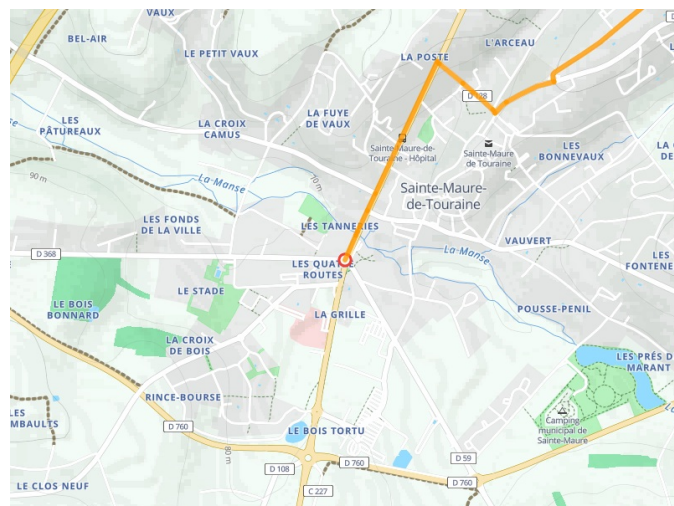 VAUX
BEL-AIR
LE PETIT VAUX
LA POSTE
L'ARCEAU
LES
PÂTUREAUX
LA CROIX
CAMUS
LA FUYE
DE VAUX
Sainte-Maure-de-
Touraine - Hôpital
Sainte-Maure
de Touraine
LES
BONNEVAUX
La Manse
90 m
70 m
Sainte-Maure-
de-Touraine
LES FONDS
DE LA VILLE
LES TANNERIES
VAUVERT
La Manse
D 368
LES QUATRE
ROUTES
LE STADE
LE BOIS
BONNARD
LA GRILLE
POUSSE-PENIL
LA CROIX
DE BOIS
LES PRÉS D
MARANT
RINCE-BOURSE
Camping
municipal de
Sainte-Maure
LES
D 760
80 m
LE BOIS TORTU
D 760
D 59
D 108
D 760
C 227
LE CLOS NEUF